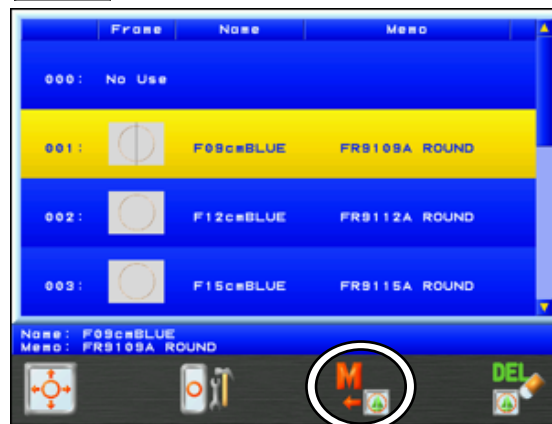 Frame Name Memo
000: No Use
001: F09cmBLUE FR9109A ROUND
002: F12cmBLUE FR9112A ROUND
003: F15cmBLUE FR9115A ROUND
Name: F09cmBLUE
Memo: FR9109A ROUND
M DEL